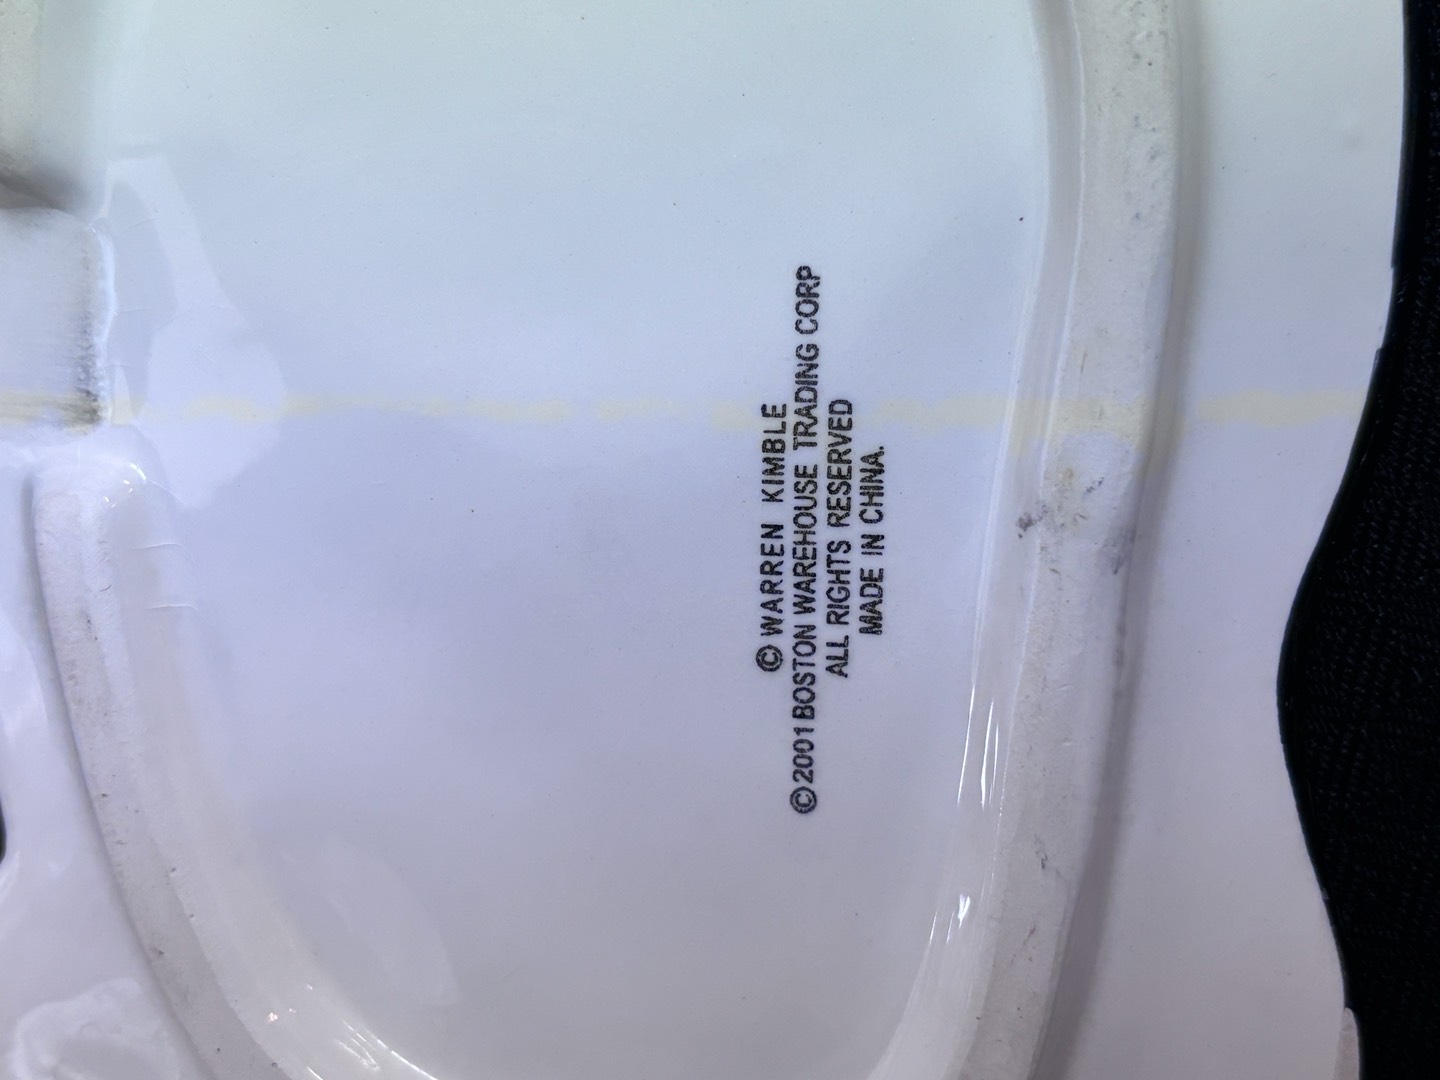 © WARREN KIMBLE
© 2001 BOSTON WAREHOUSE TRADING CORP
ALL RIGHTS RESERVED
MADE IN CHINA.